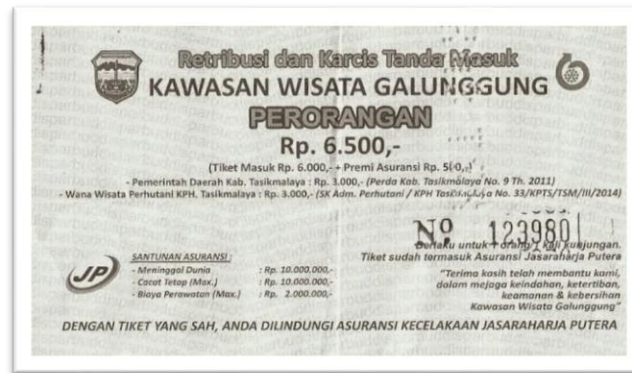 Retribusi dan Karcis Tanda Masuk
KAWASAN WISATA GALUNGGUNG
PERORANGAN
Rp. 6.500,-
(Tiket Masuk Rp. 6.000,- + Premi Asuransi Rp. 500,-)
- Pemerintah Daerah Kab. Tasikmalaya : Rp. 3.000,- (Perda Kab. Tasikmalaya No. 9 Th. 2011)
- Wana Wisata Perhutani KPH. Tasikmalaya : Rp. 3.000,- (SK Adm. Perhutani / KPH Tasikmalaya No. 33/KPTS/TSM/III/2014)
Nº 123980
Berlaku untuk 1 orang/1 kali kunjungan.
Tiket sudah termasuk Asuransi Jasaraharja Putera
JP
SANTUNAN ASURANSI :
- Meninggal Dunia : Rp. 10.000.000,-
- Cacat Tetap (Max.) : Rp. 10.000.000,-
- Biaya Perawatan (Max.) : Rp. 2.000.000,-
"Terima kasih telah membantu kami,
dalam mejaga keindahan, ketertiban,
keamanan & kebersihan
Kawasan Wisata Galunggung"
DENGAN TIKET YANG SAH, ANDA DILINDUNGI ASURANSI KECELAKAAN JASARAHARJA PUTERA